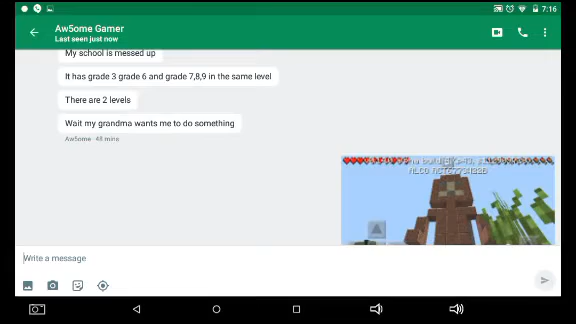 7:16
Aw5ome Gamer
Last seen just now
My school is messed up
It has grade 3 grade 6 and grade 7,8,9 in the same level
There are 2 levels
Wait my grandma wants me to do something
Aw5ome · 48 mins
Write a message